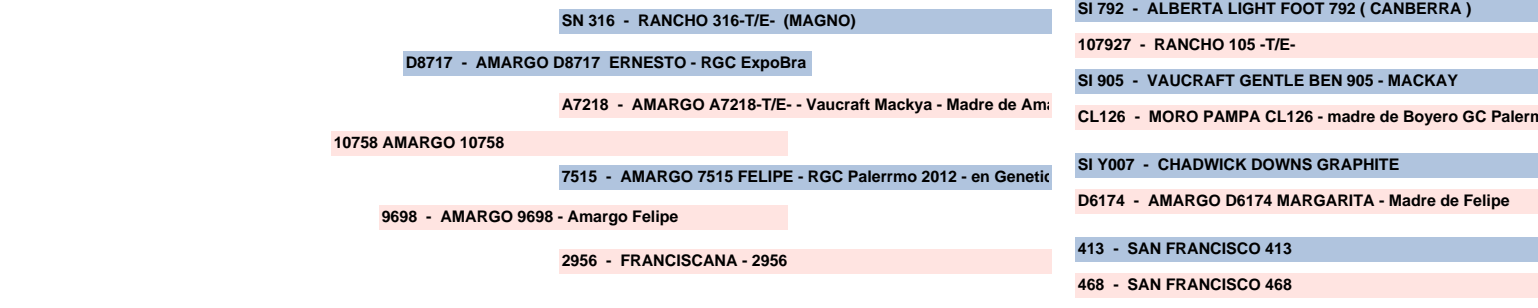 SI 792 - ALBERTA LIGHT FOOT 792 ( CANBERRA )
SN 316 - RANCHO 316-T/E- (MAGNO)
107927 - RANCHO 105 -T/E-
D8717 - AMARGO D8717 ERNESTO - RGC ExpoBra
SI 905 - VAUCRAFT GENTLE BEN 905 - MACKAY
A7218 - AMARGO A7218-T/E- - Vaucraft Mackya - Madre de Ama
CL126 - MORO PAMPA CL126 - madre de Boyero GC Palerm
10758 AMARGO 10758
SI Y007 - CHADWICK DOWNS GRAPHITE
7515 - AMARGO 7515 FELIPE - RGC Palerrmo 2012 - en Genetic
D6174 - AMARGO D6174 MARGARITA - Madre de Felipe
9698 - AMARGO 9698 - Amargo Felipe
413 - SAN FRANCISCO 413
2956 - FRANCISCANA - 2956
468 - SAN FRANCISCO 468